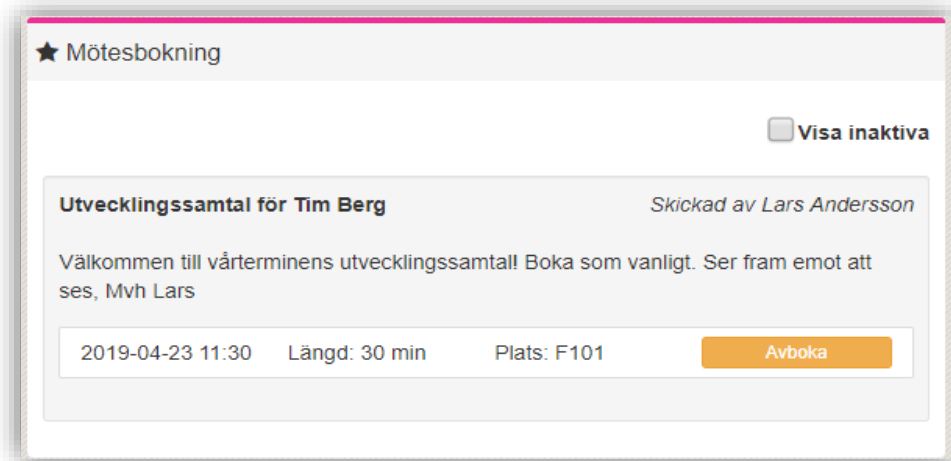 Mötesbokning
Visa inaktiva
Utvecklingssamtal för Tim Berg Skickad av Lars Andersson
Välkommen till vårterminens utvecklingssamtal! Boka som vanligt. Ser fram emot att
ses, Mvh Lars
2019-04-23 11:30 Längd: 30 min Plats: F101 Avboka